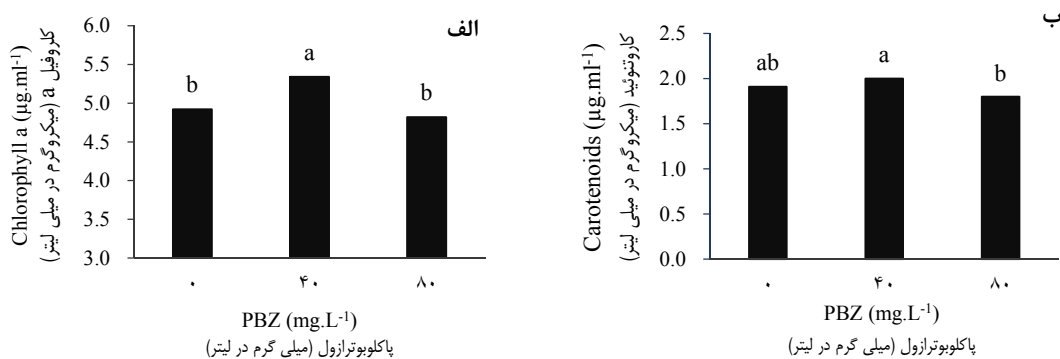 الف
Chlorophyll a (µg.ml-1)
کلروفیل a (میکروگرم در میلی لیتر)
6.0
5.5
5.0
4.5
4.0
3.5
3.0
b
a
b
۰
۴۰
۸۰
PBZ (mg.L-1)
پاکلوبوترازول (میلی گرم در لیتر)
ب
Carotenoids (µg.ml-1)
کاروتنوئید (میکروگرم در میلی لیتر)
2.5
2.0
1.5
1.0
0.5
0.0
ab
a
b
۰
۴۰
۸۰
PBZ (mg.L-1)
پاکلوبوترازول (میلی گرم در لیتر)